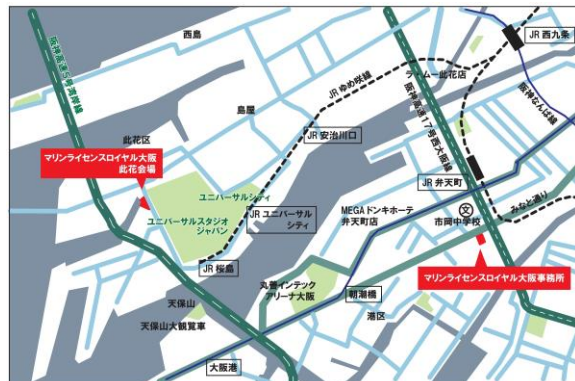 西島
JR 西九条
阪神高速5号湾岸線
JR ゆめ咲線
ラ・ムー此花店
島屋
阪神高速17号西大阪線
阪神なんば線
此花区
JR 安治川口
マリンライセンスロイヤル大阪
此花会場
JR 弁天町
ユニバーサルシティ
みなと通り
MEGAドンキホーテ
弁天町店
文
市岡中学校
ユニバーサルスタジオ
ジャパン
JR ユニバーサル
シティ
JR 桜島
マリンライセンスロイヤル大阪事務所
丸善インテック
アリーナ大阪
朝潮橋
天保山
港区
天保山大観覧車
大阪港